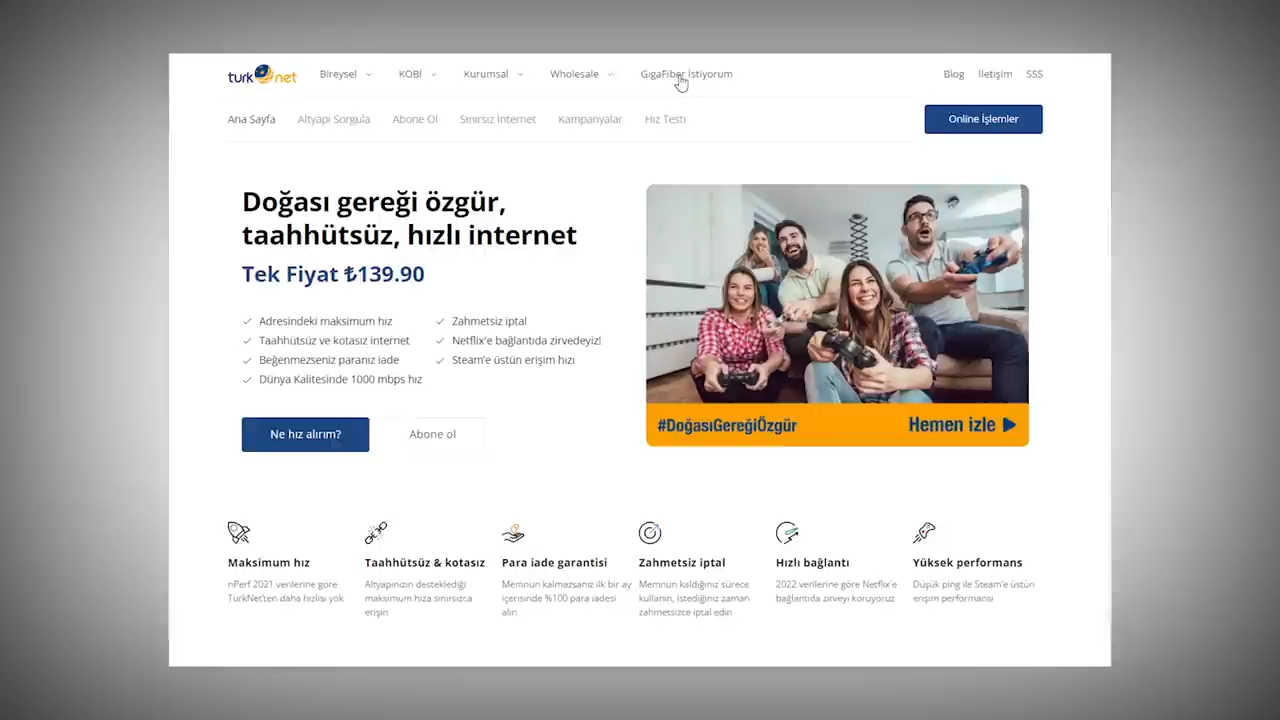 turk net
Bireysel
KOBİ
Kurumsal
Wholesale
GigaFiber İstiyorum
Blog
İletişim
SSS
Ana Sayfa
Altyapı Sorgula
Abone Ol
Sınırsız İnternet
Kampanyalar
Hız Testi
Online İşlemler
Doğası gereği özgür,
taahhütsüz, hızlı internet
Tek Fiyat ₺139.90
Adresindeki maksimum hız
Taahhütsüz ve kotasız internet
Beğenmezseniz paranız iade
Dünya Kalitesinde 1000 mbps hız
Zahmetsiz iptal
Netflix'e bağlantıda zirvedeyiz!
Steam'e üstün erişim hızı
Ne hız alırım?
Abone ol
#DoğasıGereğiÖzgür
Hemen izle
Maksimum hız
nPerf 2021 verilerine göre
TurkNet'ten daha hızlısı yok
Taahhütsüz & kotasız
Altyapınızın desteklediği
maksimum hıza sınırsızca
erişin
Para iade garantisi
Memnun kalmazsanız ilk bir ay
içerisinde %100 para iadesi
alın
Zahmetsiz iptal
Memnun kaldığınız sürece
kullanın, istediğiniz zaman
zahmetsizce iptal edin
Hızlı bağlantı
2022 verilerine göre Netflix'e
bağlantıda zirveyi koruyoruz
Yüksek performans
Düşük ping ile Steam'e üstün
erişim performansı